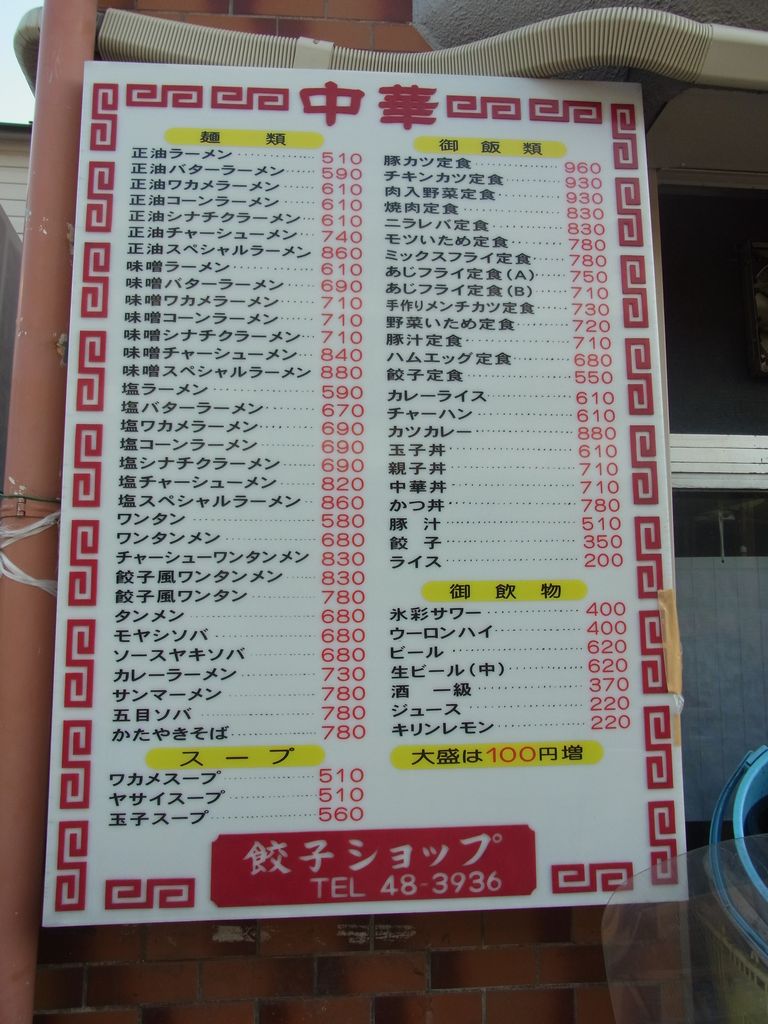 中華
麺類
正油ラーメン 510
正油バターラーメン 590
正油ワカメラーメン 610
正油コーンラーメン 610
正油シナチクラーメン 610
正油チャーシューメン 740
正油スペシャルラーメン 860
味噌ラーメン 610
味噌バターラーメン 690
味噌ワカメラーメン 710
味噌コーンラーメン 710
味噌シナチクラーメン 710
味噌チャーシューメン 840
味噌スペシャルラーメン 880
塩ラーメン 590
塩バターラーメン 670
塩ワカメラーメン 690
塩コーンラーメン 690
塩シナチクラーメン 690
塩チャーシューメン 820
塩スペシャルラーメン 860
ワンタン 580
ワンタンメン 680
チャーシューワンタンメン 830
餃子風ワンタンメン 830
餃子風ワンタン 780
タンメン 680
モヤシソバ 680
ソースヤキソバ 680
カレーラーメン 730
サンマーメン 780
五目ソバ 780
かたやきそば 780
スープ
ワカメスープ 510
ヤサイスープ 510
玉子スープ 560
御飯類
豚カツ定食 960
チキンカツ定食 930
肉入野菜定食 930
焼肉定食 830
ニラレバ定食 830
モツいため定食 780
ミックスフライ定食 780
あじフライ定食(A) 750
あじフライ定食(B) 710
手作りメンチカツ定食 730
野菜いため定食 720
豚汁定食 710
ハムエッグ定食 680
餃子定食 550
カレーライス 610
チャーハン 610
カツカレー 880
玉子丼 610
親子丼 710
中華丼 710
かつ丼 780
豚汁 510
餃子 350
ライス 200
御飲物
氷彩サワー 400
ウーロンハイ 400
ビール 620
生ビール(中) 620
酒 一級 370
ジュース 220
キリンレモン 220
大盛は100円増
餃子ショップ
TEL 48-3936